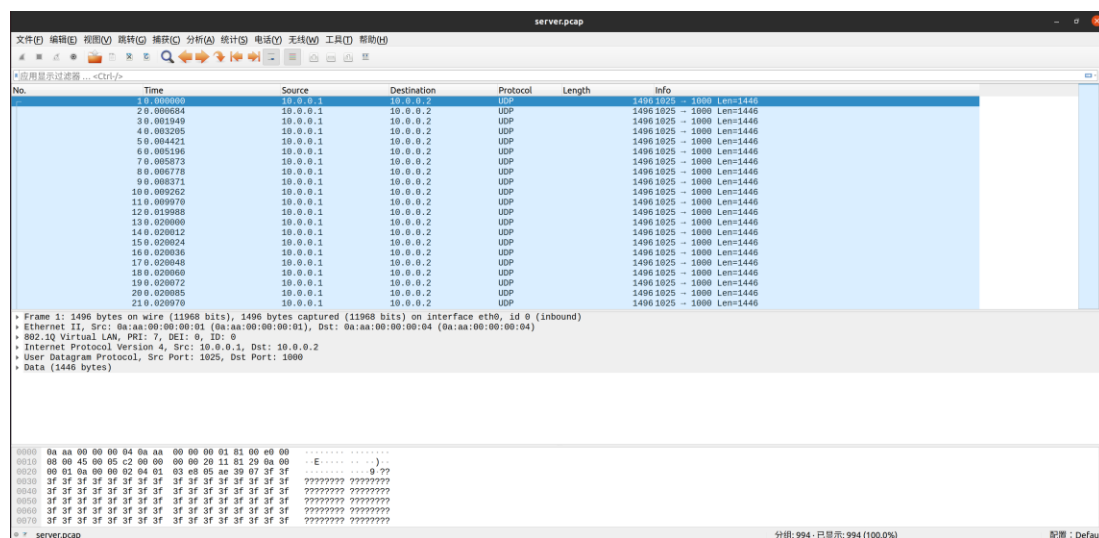 server.pcap
文件(F) 编辑(E) 视图(V) 跳转(G) 捕获(C) 分析(A) 统计(S) 电话(Y) 无线(W) 工具(T) 帮助(H)
应用显示过滤器 … <Ctrl-/>
No. Time Source Destination Protocol Length Info
1 0.000000 10.0.0.1 10.0.0.2 UDP 1496 1025 → 1000 Len=1446
2 0.000684 10.0.0.1 10.0.0.2 UDP 1496 1025 → 1000 Len=1446
3 0.001949 10.0.0.1 10.0.0.2 UDP 1496 1025 → 1000 Len=1446
4 0.003205 10.0.0.1 10.0.0.2 UDP 1496 1025 → 1000 Len=1446
5 0.004421 10.0.0.1 10.0.0.2 UDP 1496 1025 → 1000 Len=1446
6 0.005196 10.0.0.1 10.0.0.2 UDP 1496 1025 → 1000 Len=1446
7 0.005873 10.0.0.1 10.0.0.2 UDP 1496 1025 → 1000 Len=1446
8 0.006778 10.0.0.1 10.0.0.2 UDP 1496 1025 → 1000 Len=1446
9 0.008371 10.0.0.1 10.0.0.2 UDP 1496 1025 → 1000 Len=1446
10 0.009262 10.0.0.1 10.0.0.2 UDP 1496 1025 → 1000 Len=1446
11 0.009970 10.0.0.1 10.0.0.2 UDP 1496 1025 → 1000 Len=1446
12 0.019988 10.0.0.1 10.0.0.2 UDP 1496 1025 → 1000 Len=1446
13 0.020000 10.0.0.1 10.0.0.2 UDP 1496 1025 → 1000 Len=1446
14 0.020012 10.0.0.1 10.0.0.2 UDP 1496 1025 → 1000 Len=1446
15 0.020024 10.0.0.1 10.0.0.2 UDP 1496 1025 → 1000 Len=1446
16 0.020036 10.0.0.1 10.0.0.2 UDP 1496 1025 → 1000 Len=1446
17 0.020048 10.0.0.1 10.0.0.2 UDP 1496 1025 → 1000 Len=1446
18 0.020060 10.0.0.1 10.0.0.2 UDP 1496 1025 → 1000 Len=1446
19 0.020072 10.0.0.1 10.0.0.2 UDP 1496 1025 → 1000 Len=1446
20 0.020085 10.0.0.1 10.0.0.2 UDP 1496 1025 → 1000 Len=1446
21 0.020970 10.0.0.1 10.0.0.2 UDP 1496 1025 → 1000 Len=1446
Frame 1: 1496 bytes on wire (11968 bits), 1496 bytes captured (11968 bits) on interface eth0, id 0 (inbound)
Ethernet II, Src: 0a:aa:00:00:00:01 (0a:aa:00:00:00:01), Dst: 0a:aa:00:00:00:04 (0a:aa:00:00:00:04)
802.1Q Virtual LAN, PRI: 7, DEI: 0, ID: 0
Internet Protocol Version 4, Src: 10.0.0.1, Dst: 10.0.0.2
User Datagram Protocol, Src Port: 1025, Dst Port: 1000
Data (1446 bytes)
0000 0a aa 00 00 00 04 0a aa 00 00 00 01 81 00 e0 00 ········ ········
0010 08 00 45 00 05 c2 00 00 00 00 20 11 81 29 0a 00 ··E····· ·· ··)··
0020 00 01 0a 00 00 02 04 01 03 e8 05 ae 39 07 3f 3f ········ ····9·??
0030 3f 3f 3f 3f 3f 3f 3f 3f 3f 3f 3f 3f 3f 3f 3f 3f ???????? ????????
0040 3f 3f 3f 3f 3f 3f 3f 3f 3f 3f 3f 3f 3f 3f 3f 3f ???????? ????????
0050 3f 3f 3f 3f 3f 3f 3f 3f 3f 3f 3f 3f 3f 3f 3f 3f ???????? ????????
0060 3f 3f 3f 3f 3f 3f 3f 3f 3f 3f 3f 3f 3f 3f 3f 3f ???????? ????????
0070 3f 3f 3f 3f 3f 3f 3f 3f 3f 3f 3f 3f 3f 3f 3f 3f ???????? ????????
server.pcap 分组: 994 · 已显示: 994 (100.0%) 配置: Defau